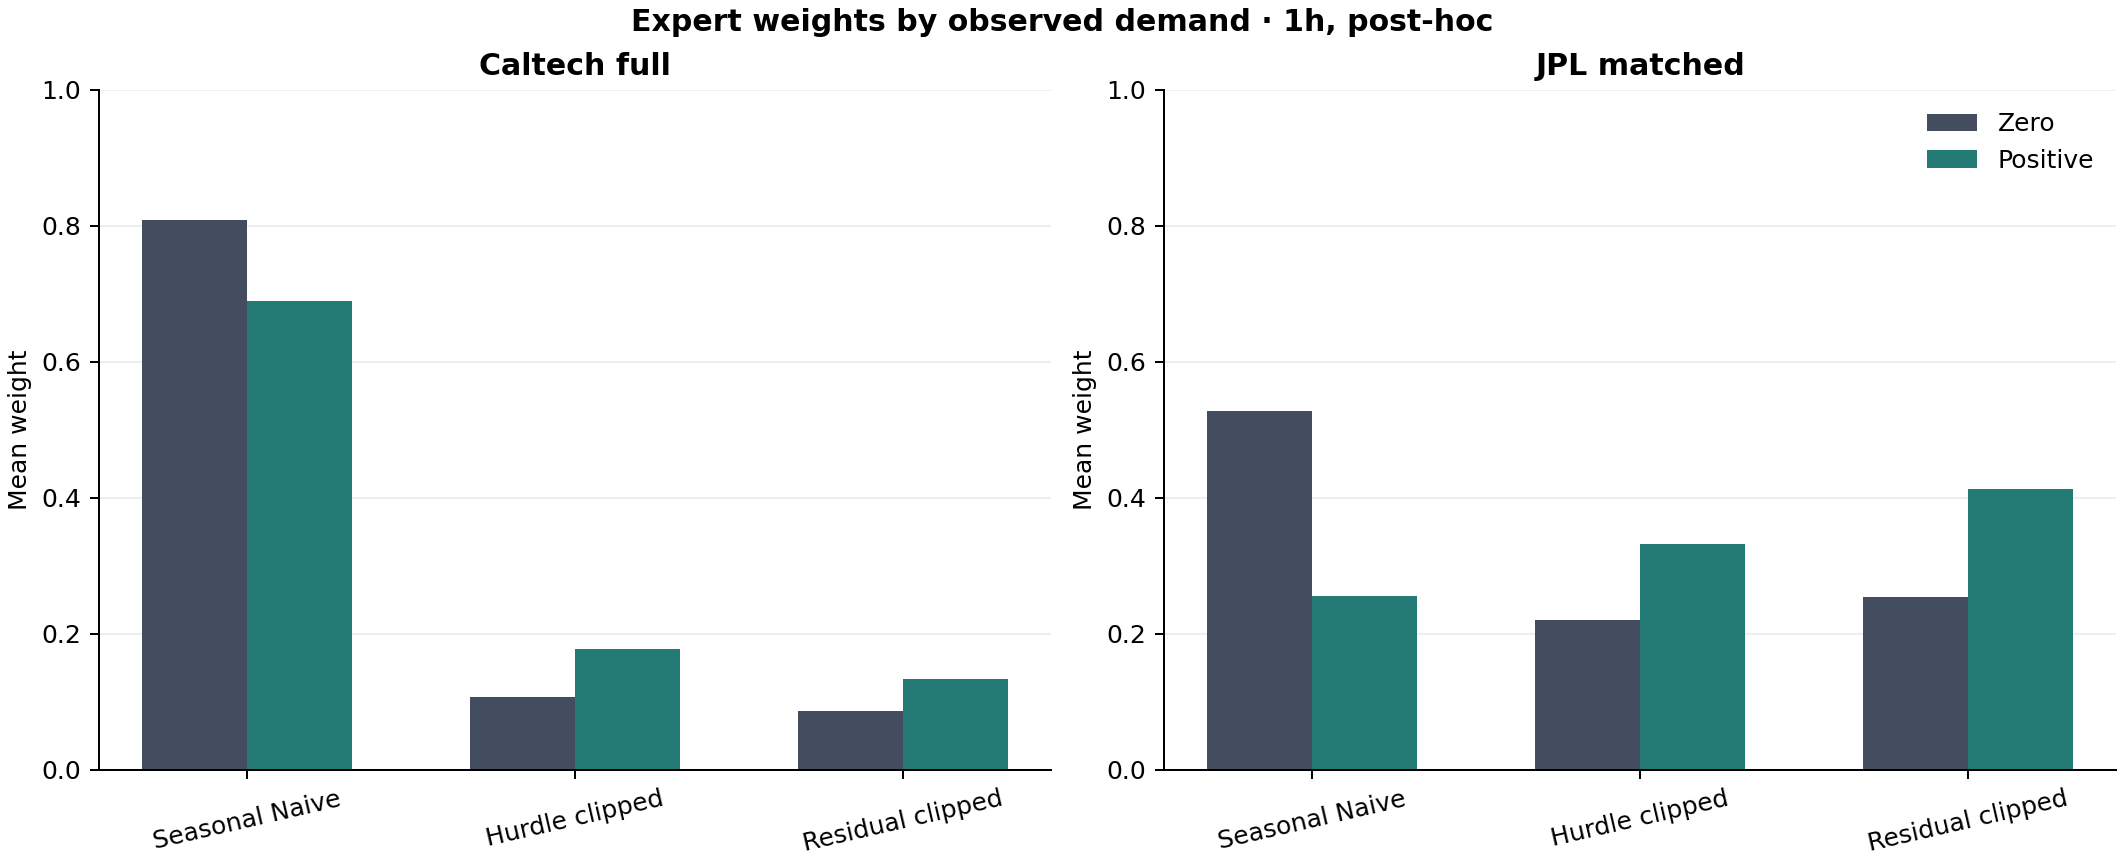 Expert weights by observed demand · 1h, post-hoc
Caltech full
Mean weight
1.0
0.8
0.6
0.4
0.2
0.0
Seasonal Naive
Hurdle clipped
Residual clipped
JPL matched
Mean weight
1.0
0.8
0.6
0.4
0.2
0.0
Zero
Positive
Seasonal Naive
Hurdle clipped
Residual clipped